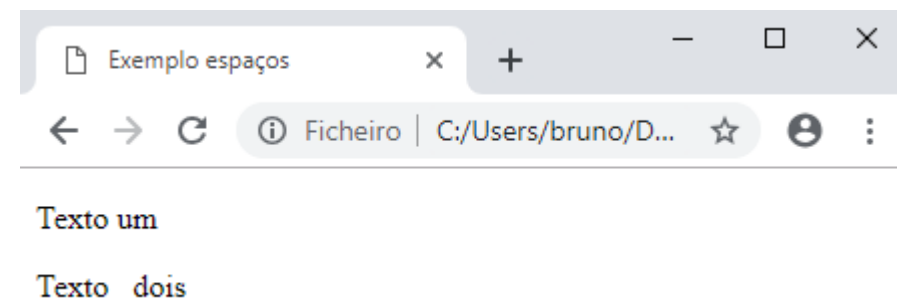 Exemplo espaços
Ficheiro | C:/Users/bruno/D...
Texto um
Texto   dois